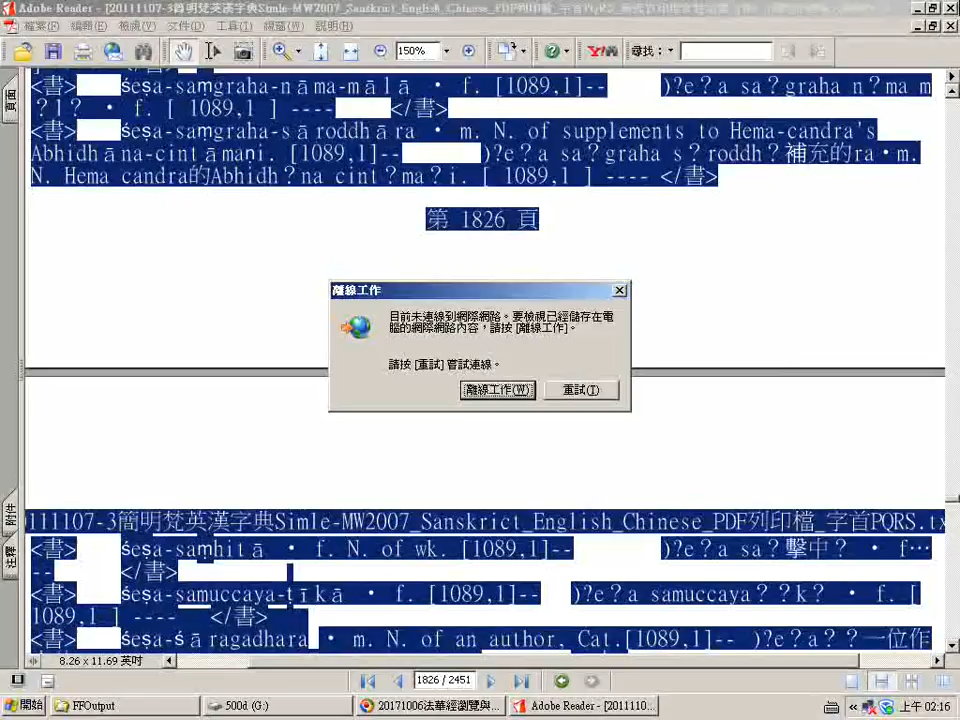 Adobe Reader - [20111107-3簡明梵英漢字典Simle-MW2007_Sanskrict_English_Chinese_PDF列印檔_字首PQRS.txt
檔案(F) 編輯(E) 檢視(V) 文件(D) 工具(T) 視窗(W) 說明(H)
150% 尋找：
頁面
<書> śeṣa-saṃgraha-nāma-mālā ‧ f. [1089,1]-- )?e？a sa？graha n？ma m
？l？ ‧ f. [ 1089,1 ] ---- </書>
<書> śeṣa-saṃgraha-sāroddhāra ‧ m. N. of supplements to Hema-candra's
Abhidhāna-cintāmaṇi. [1089,1]-- )?e？a sa？graha s？roddh？補充的ra‧m.
N. Hema candra的Abhidh？na cint？ma？i. [ 1089,1 ] ---- </書>
第 1826 頁
離線工作
目前未連線到網際網路。要檢視已經儲存在電
腦的網際網路內容，請按 [離線工作]。
請按 [重試] 嘗試連線。
離線工作(W) 重試(T)
附件
注釋
111107-3簡明梵英漢字典Simle-MW2007_Sanskrict_English_Chinese_PDF列印檔_字首PQRS.tx
<書> śeṣa-saṃhitā ‧ f. N. of wk. [1089,1]-- )?e？a sa？擊中？ ‧ f…
-- </書>
<書> śeṣa-samuccaya-ṭīkā ‧ f. [1089,1]-- )?e？a samuccaya？？k？ ‧ f. [
1089,1 ] ---- </書>
<書> śeṣa-śāragadhara ‧ m. N. of an author, Cat.[1089,1]-- )?e？a？？一位作
8.26 x 11.69 英吋
1826 / 2451
開始 FFOutput 500d (G:) 20171006法華經瀏覽與... Adobe Reader - [2011110... « 上午 02:16